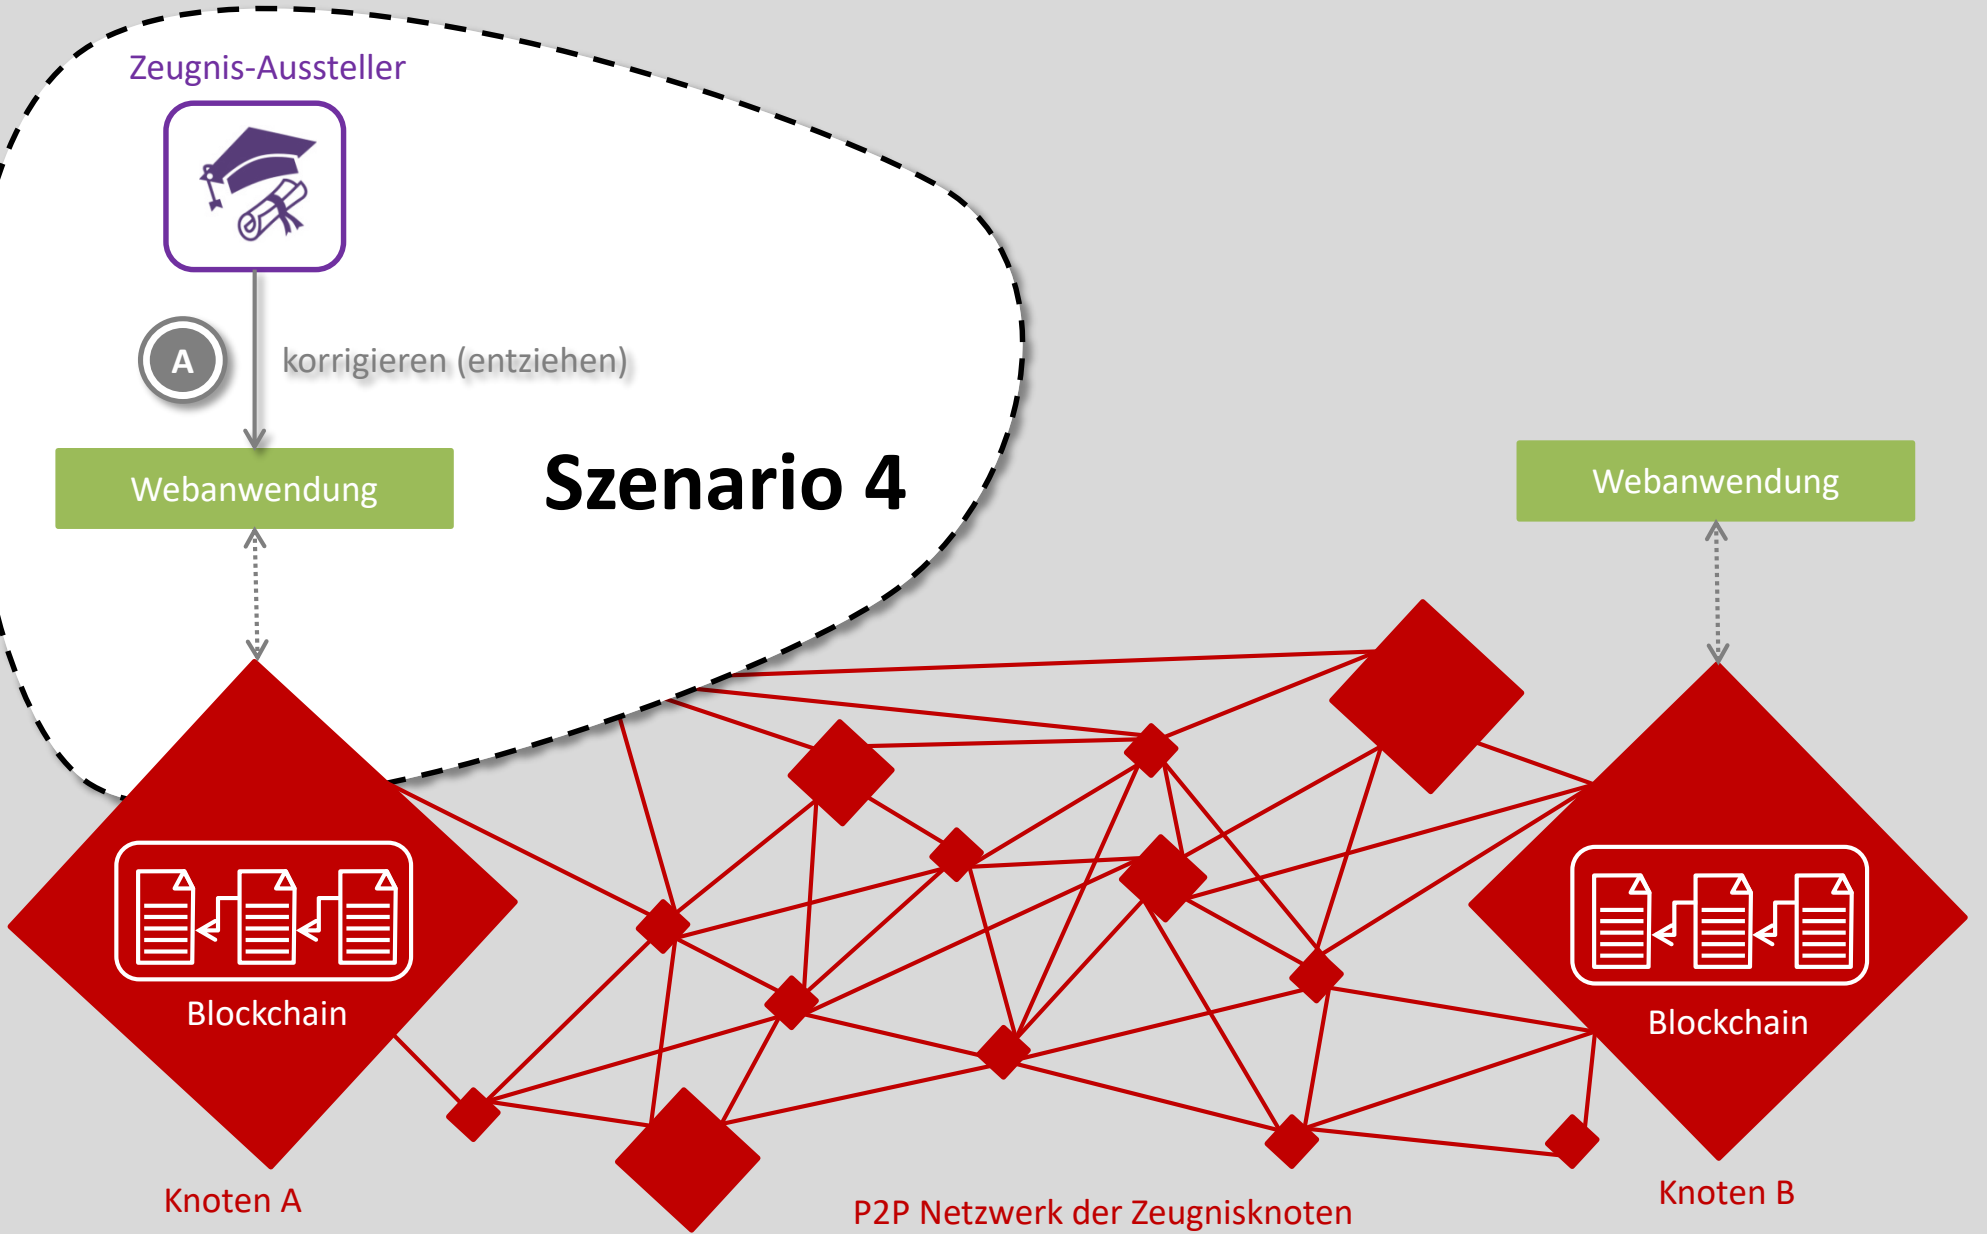 Zeugnis-Aussteller
A
korrigieren (entziehen)
Webanwendung
Szenario 4
Webanwendung
Blockchain
Blockchain
Knoten A
P2P Netzwerk der Zeugnisknoten
Knoten B